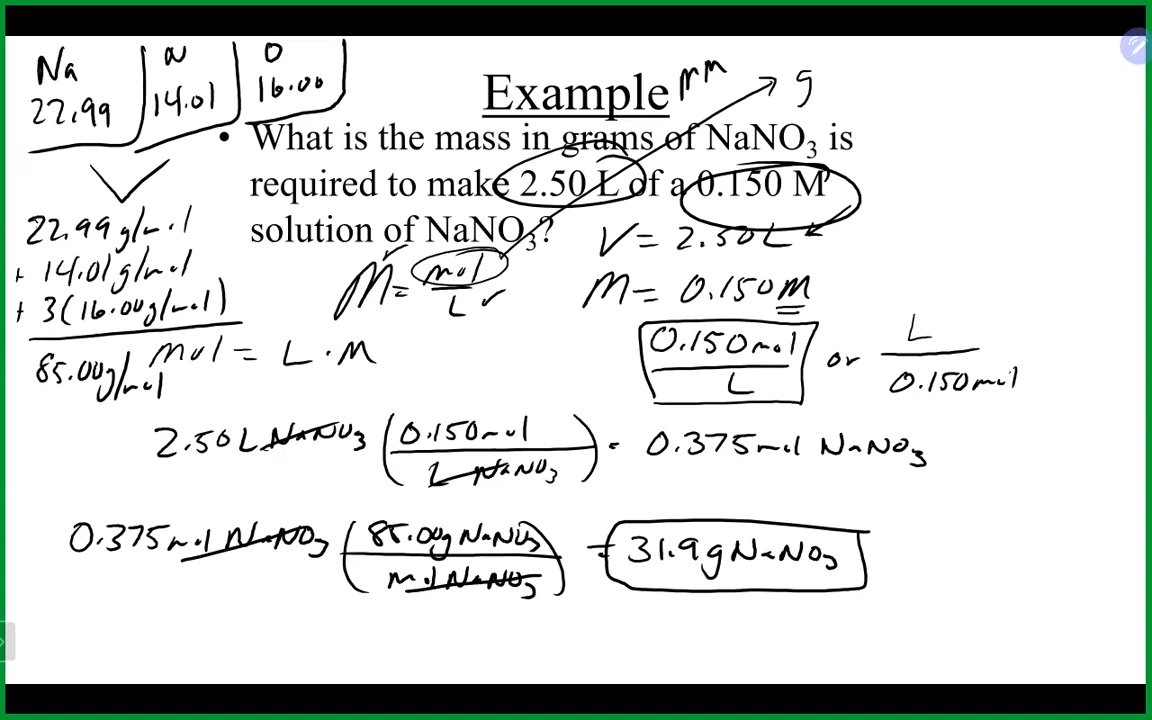 Na
22.99
N
14.01
O
16.00
Example
MM
g
• What is the mass in grams of NaNO₃ is
required to make 2.50 L of a 0.150 M
solution of NaNO₃?
22.99 g/mol
+ 14.01 g/mol
+ 3(16.00 g/mol)
85.00 g/mol
M = mol/L
V = 2.50 L
M = 0.150 M
0.150 mol/L or L/0.150 mol
mol = L · M
2.50 L NaNO₃ (0.150 mol/L NaNO₃) = 0.375 mol NaNO₃
0.375 mol NaNO₃ (85.00 g NaNO₃/mol NaNO₃) = 31.9 g NaNO₃